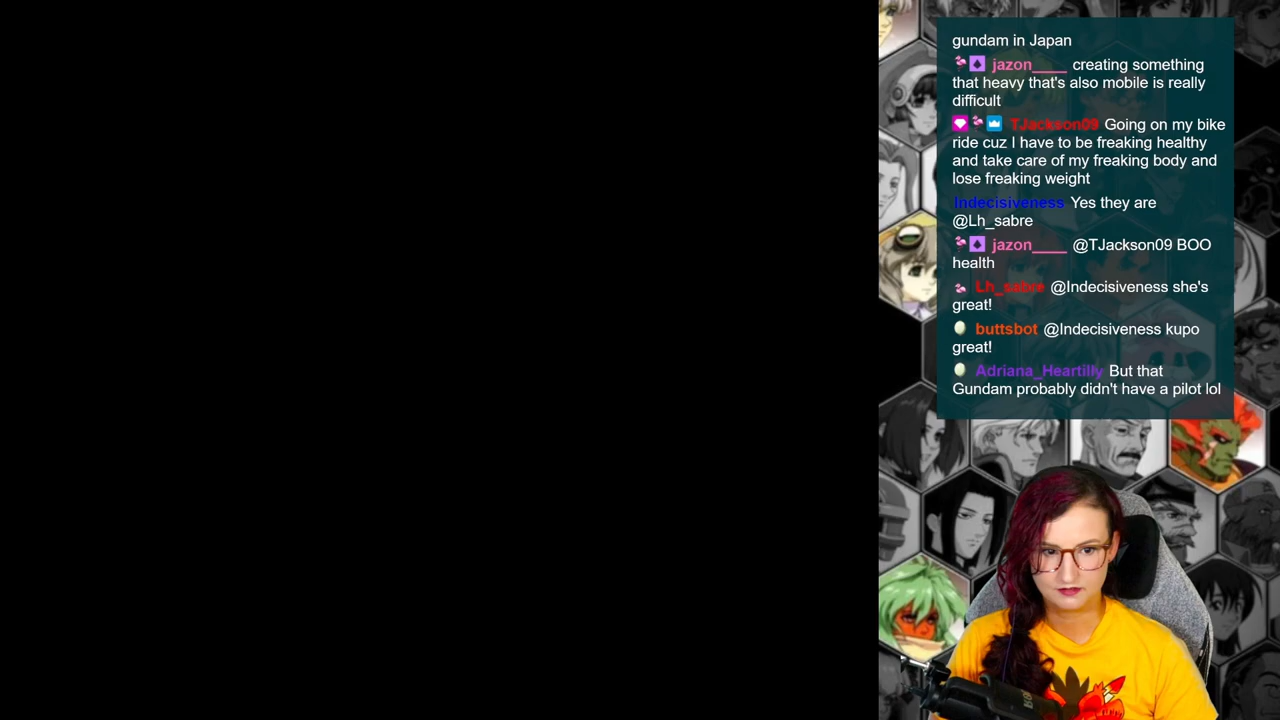 gundam in Japan
jazon____ creating something
that heavy that's also mobile is really
difficult
TJackson09 Going on my bike
ride cuz I have to be freaking healthy
and take care of my freaking body and
lose freaking weight
Indecisiveness Yes they are
@Lh_sabre
jazon____ @TJackson09 BOO
health
Lh_sabre @Indecisiveness she's
great!
buttsbot @Indecisiveness kupo
great!
Adriana_Heartilly But that
Gundam probably didn't have a pilot lol